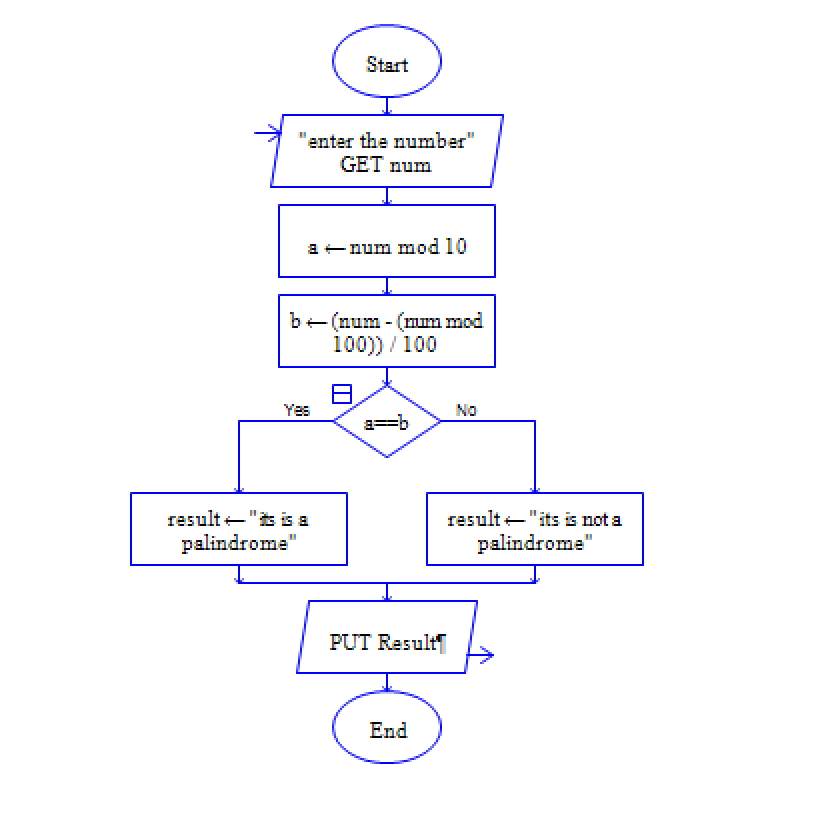 Start
"enter the number"
GET num
a ← num mod 10
b ← (num - (num mod
100)) / 100
a==b
Yes
No
result ← "its is a
palindrome"
result ← "its is not a
palindrome"
PUT Result¶
End